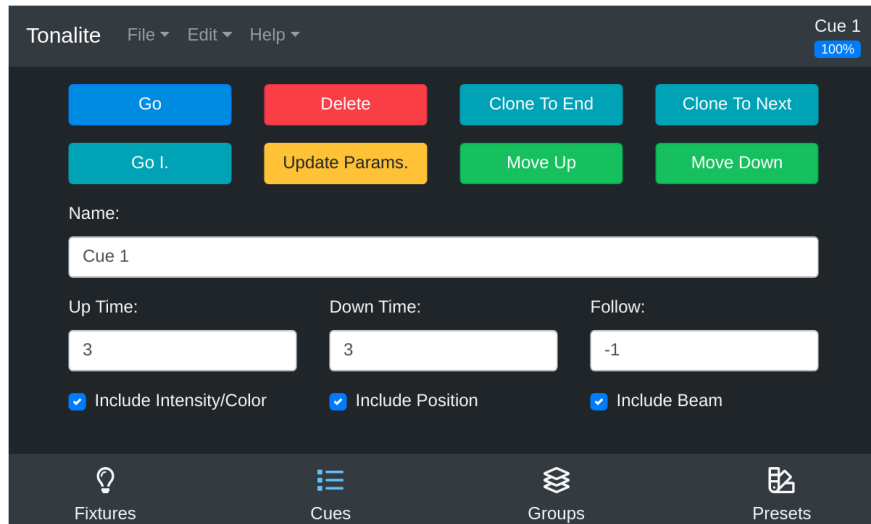 Tonalite File Edit Help Cue 1
100%
Go Delete Clone To End Clone To Next
Go I. Update Params. Move Up Move Down
Name:
Cue 1
Up Time: Down Time: Follow:
3 3 -1
Include Intensity/Color Include Position Include Beam
Fixtures Cues Groups Presets